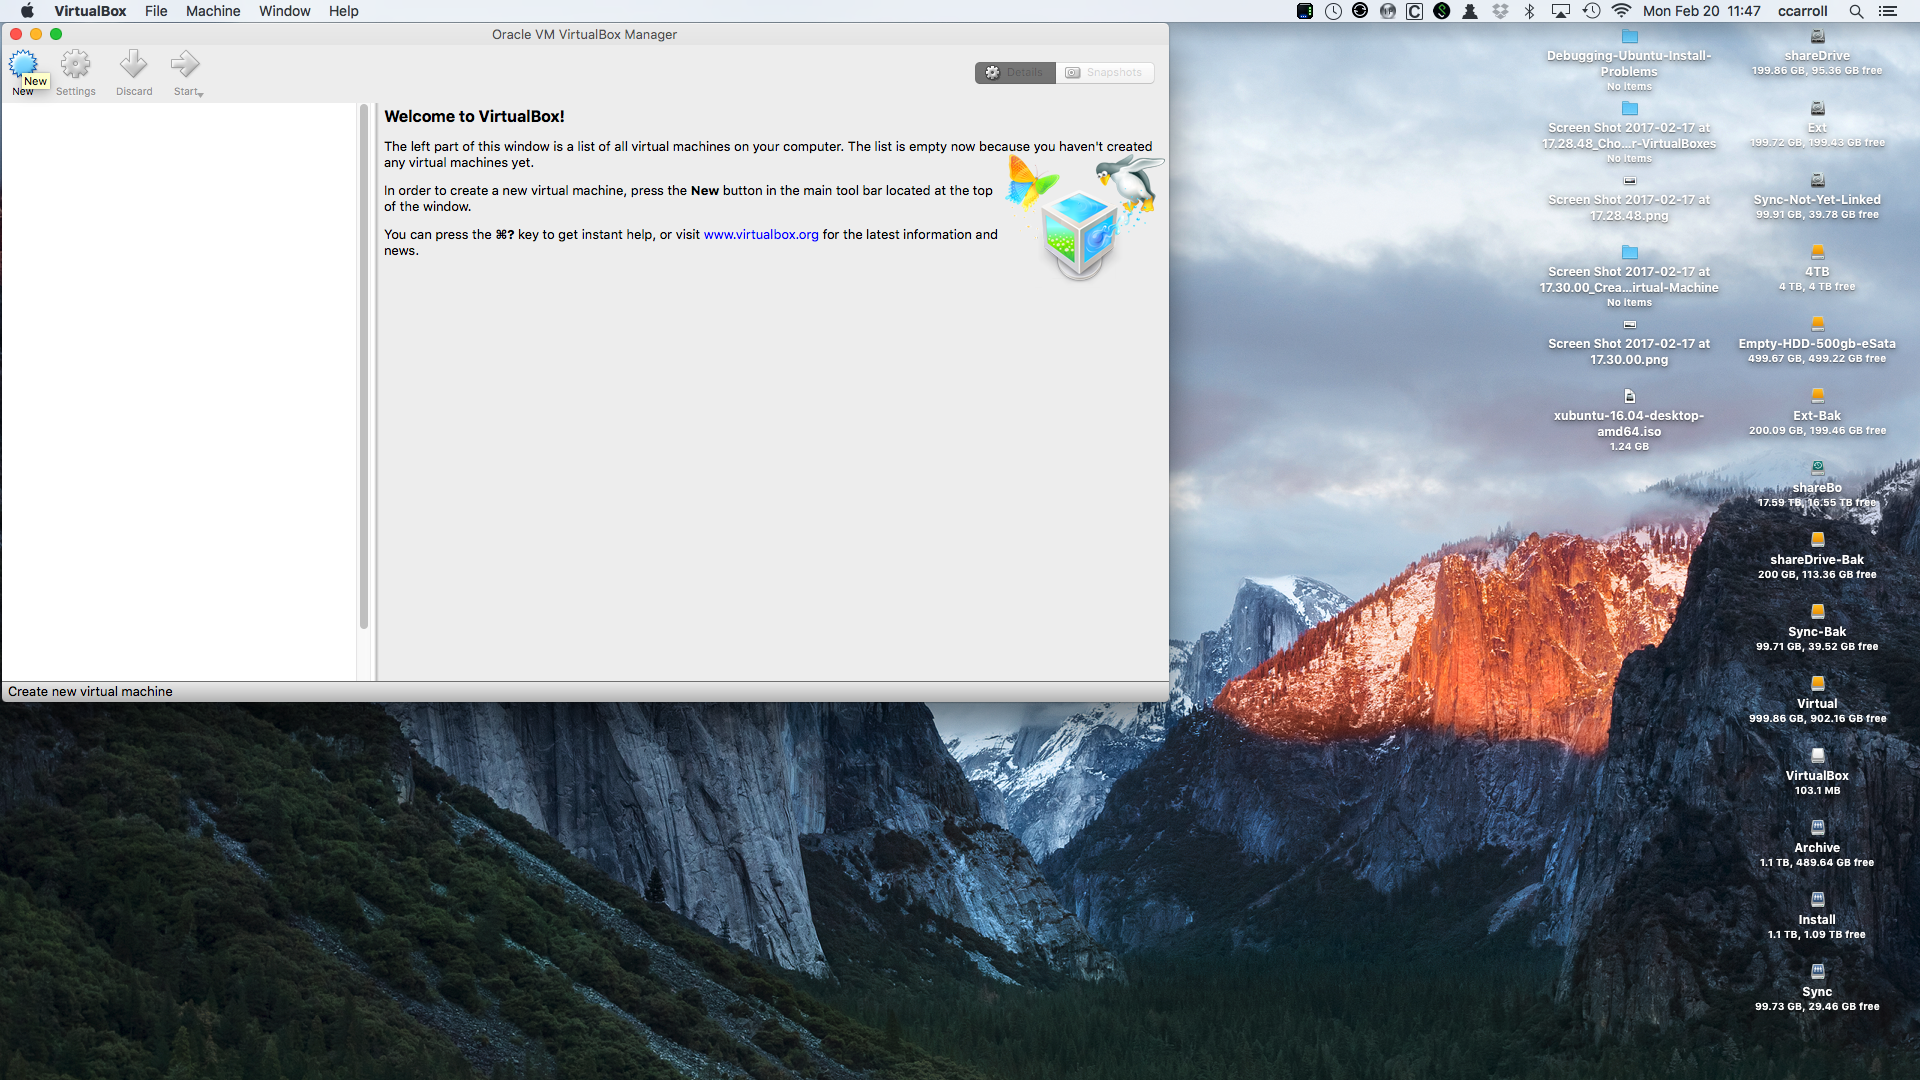 VirtualBox File Machine Window Help
Mon Feb 20 11:47 ccarroll
Oracle VM VirtualBox Manager
New
New
Settings
Discard
Start
Details
Snapshots
Welcome to VirtualBox!
The left part of this window is a list of all virtual machines on your computer. The list is empty now because you haven't created
any virtual machines yet.
In order to create a new virtual machine, press the New button in the main tool bar located at the top
of the window.
You can press the ⌘? key to get instant help, or visit www.virtualbox.org for the latest information and
news.
Create new virtual machine
Debugging-Ubuntu-Install-
Problems
No items
Screen Shot 2017-02-17 at
17.28.48_Cho...r-VirtualBoxes
No items
Screen Shot 2017-02-17 at
17.28.48.png
Screen Shot 2017-02-17 at
17.30.00_Crea...irtual-Machine
No items
Screen Shot 2017-02-17 at
17.30.00.png
xubuntu-16.04-desktop-
amd64.iso
1.24 GB
shareDrive
199.86 GB, 95.36 GB free
Ext
199.72 GB, 199.43 GB free
Sync-Not-Yet-Linked
99.91 GB, 39.78 GB free
4TB
4 TB, 4 TB free
Empty-HDD-500gb-eSata
499.67 GB, 499.22 GB free
Ext-Bak
200.09 GB, 199.46 GB free
shareBo
17.59 TB, 16.55 TB free
shareDrive-Bak
200 GB, 113.36 GB free
Sync-Bak
99.71 GB, 39.52 GB free
Virtual
999.86 GB, 902.16 GB free
VirtualBox
103.1 MB
Archive
1.1 TB, 489.64 GB free
Install
1.1 TB, 1.09 TB free
Sync
99.73 GB, 29.46 GB free